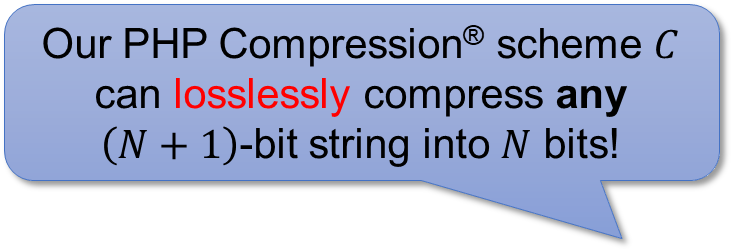 Our PHP Compression® scheme C
can losslessly compress any
(N + 1)-bit string into N bits!